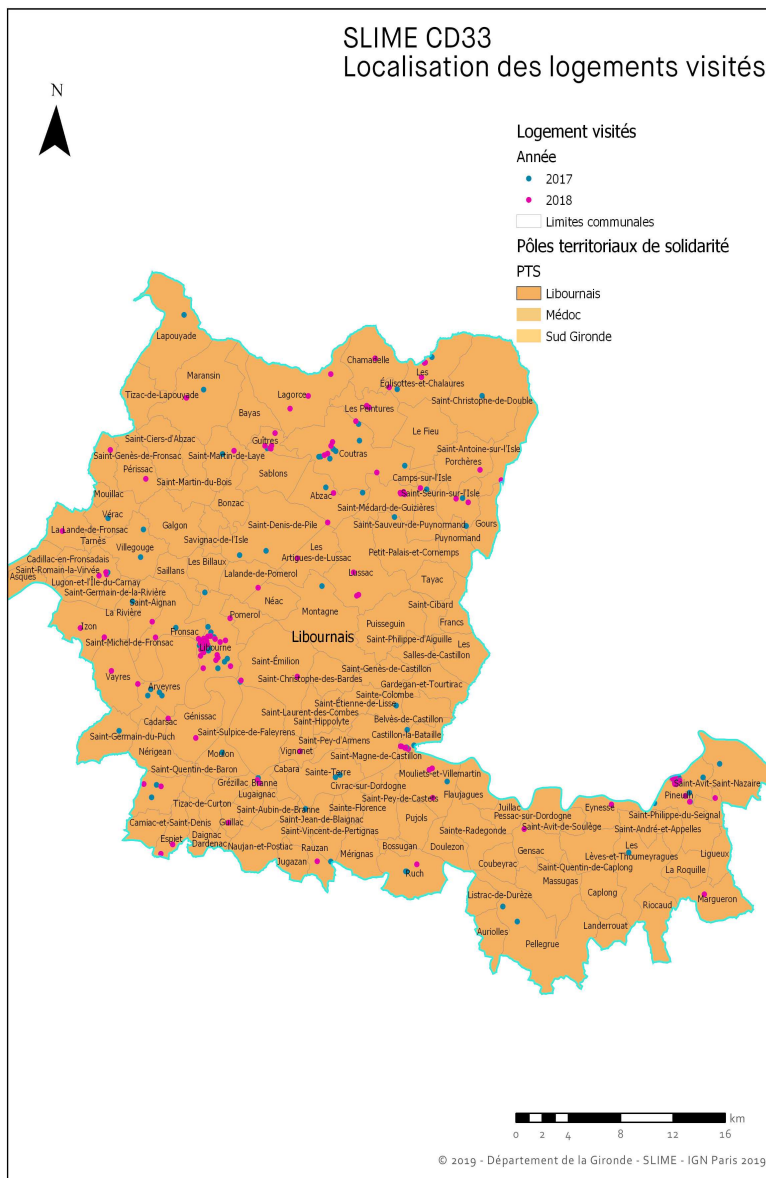 SLIME CD33
Localisation des logements visités
N
Logement visités
Année
2017
2018
Limites communales
Pôles territoriaux de solidarité
PTS
Libournais
Médoc
Sud Gironde
Lapouyade
Maransin
Chamadelle
Les
Églisottes-et-Chalaures
Tizac-de-Lapouyade
Lagorce
Saint-Christophe-de-Double
Bayas
Les Peintures
Le Fieu
Saint-Ciers-d'Abzac
Guîtres
Saint-Antoine-sur-l'Isle
Saint-Genès-de-Fronsac
Saint-Martin-de-Laye
Coutras
Porchères
Périssac
Sablons
Camps-sur-l'Isle
Saint-Martin-du-Bois
Mouillac
Bonzac
Abzac
Saint-Seurin-sur-l'Isle
Saint-Médard-de-Guizières
Vérac
Galgon
Saint-Denis-de-Pile
Saint-Sauveur-de-Puynormand
Gours
La Lande-de-Fronsac
Tarnès
Savignac-de-l'Isle
Puynormand
Villegouge
Les
Petit-Palais-et-Cornemps
Cadillac-en-Fronsadais
Les Billaux
Artigues-de-Lussac
Saint-Romain-la-Virvée
Saillans
Lalande-de-Pomerol
Lussac
Asques
Lugon-et-l'Île-du-Carnay
Tayac
Saint-Germain-de-la-Rivière
Saint-Aignan
Néac
Saint-Cibard
La Rivière
Pomerol
Montagne
Izon
Puisseguin
Francs
Fronsac
Libournais
Saint-Michel-de-Fronsac
Saint-Philippe-d'Aiguille
Les
Libourne
Salles-de-Castillon
Saint-Émilion
Saint-Genès-de-Castillon
Vayres
Saint-Christophe-des-Bardes
Gardegan-et-Tourtirac
Arveyres
Sainte-Colombe
Saint-Étienne-de-Lisse
Génissac
Saint-Laurent-des-Combes
Cadarsac
Saint-Hippolyte
Belvès-de-Castillon
Saint-Germain-du-Puch
Saint-Sulpice-de-Faleyrens
Castillon-la-Bataille
Saint-Pey-d'Armens
Nérigean
Moulon
Vignonet
Saint-Magne-de-Castillon
Saint-Quentin-de-Baron
Cabara
Sainte-Terre
Mouliets-et-Villemartin
Saint-Avit-Saint-Nazaire
Grézillac
Branne
Civrac-sur-Dordogne
Flaujagues
Pineuilh
Lugaignac
Saint-Pey-de-Castets
Juillac
Eynesse
Tizac-de-Curton
Saint-Aubin-de-Branne
Sainte-Florence
Pessac-sur-Dordogne
Saint-Philippe-du-Seignal
Camiac-et-Saint-Denis
Guillac
Saint-Jean-de-Blaignac
Pujols
Saint-Avit-de-Soulège
Saint-André-et-Appelles
Saint-Vincent-de-Pertignas
Sainte-Radegonde
Espiet
Daignac
Dardenac
Naujan-et-Postiac
Rauzan
Bossugan
Doulezon
Gensac
Les
Lèves-et-Thoumeyragues
Ligueux
Jugazan
Mérignas
Coubeyrac
Saint-Quentin-de-Caplong
La Roquille
Ruch
Massugas
Listrac-de-Durèze
Caplong
Riocaud
Margueron
Auriolles
Landerrouat
Pellegrue
km
0 2 4 8 12 16
© 2019 - Département de la Gironde - SLIME - IGN Paris 2019